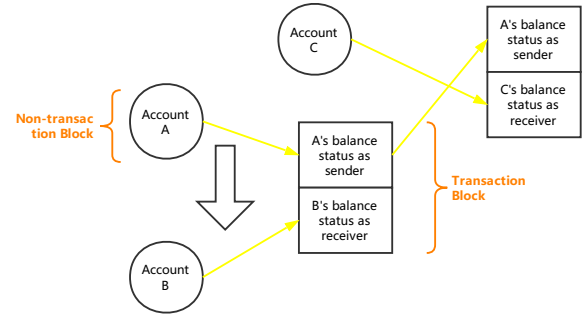 Account
C
A's balance
status as
sender
C's balance
status as
receiver
Non-transac
tion Block
Account
A
A's balance
status as
sender
B's balance
status as
receiver
Transaction
Block
Account
B